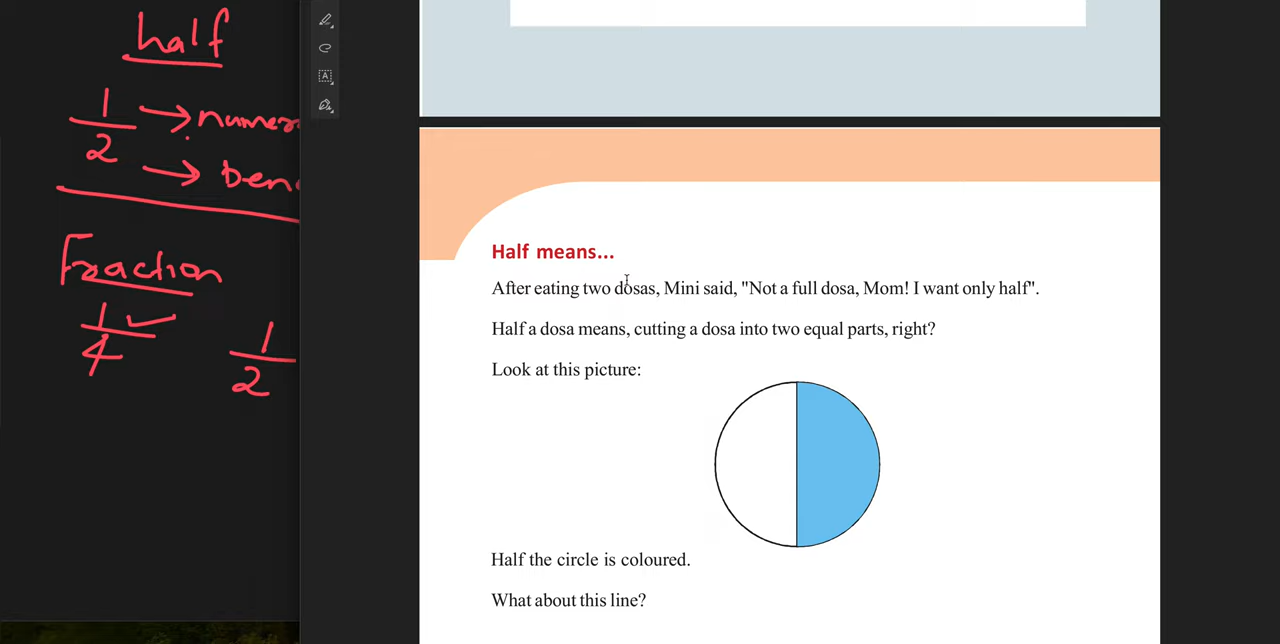 half
1 → numer
2 → Deno
Fraction
1
4
1
2
A
Half means...
After eating two dosas, Mini said, "Not a full dosa, Mom! I want only half".
Half a dosa means, cutting a dosa into two equal parts, right?
Look at this picture:
Half the circle is coloured.
What about this line?